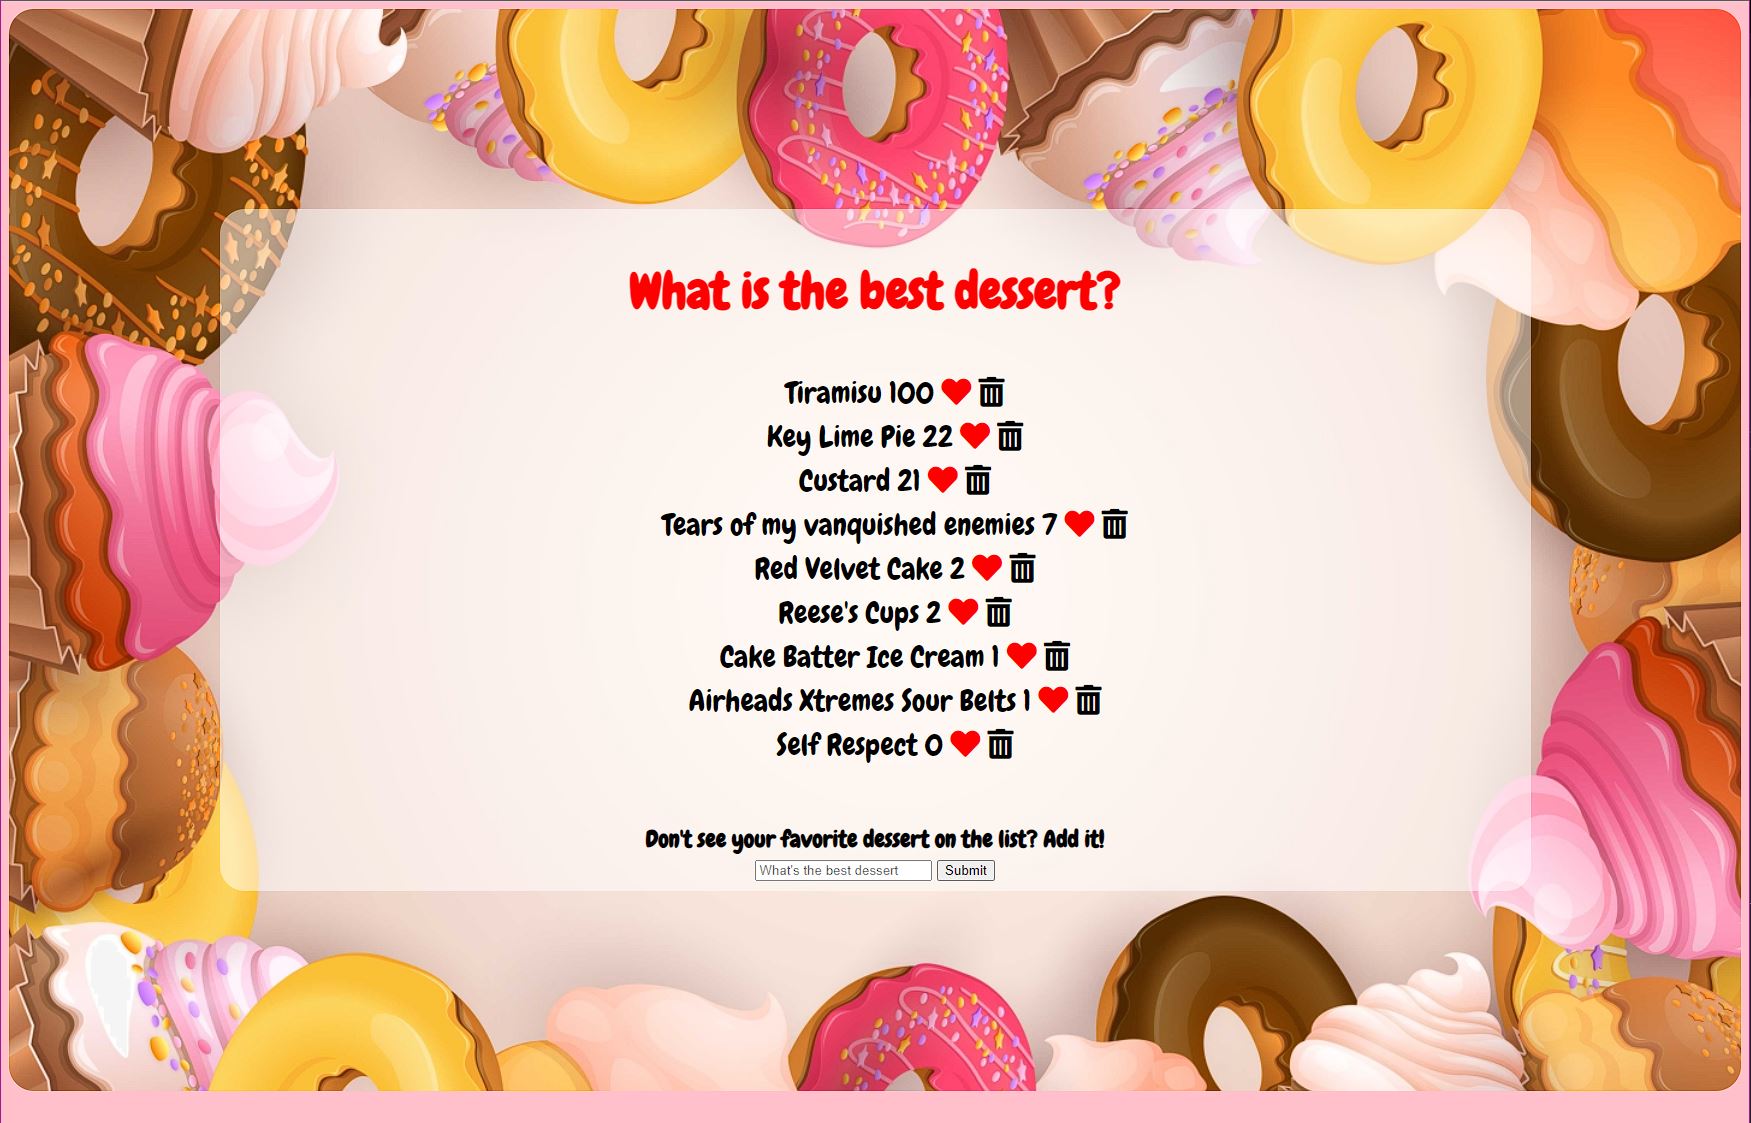 What is the best dessert?
Tiramisu 100
Key Lime Pie 22
Custard 21
Tears of my vanquished enemies 7
Red Velvet Cake 2
Reese's Cups 2
Cake Batter Ice Cream 1
Airheads Xtremes Sour Belts 1
Self Respect 0
Don't see your favorite dessert on the list? Add it!
What's the best dessert Submit